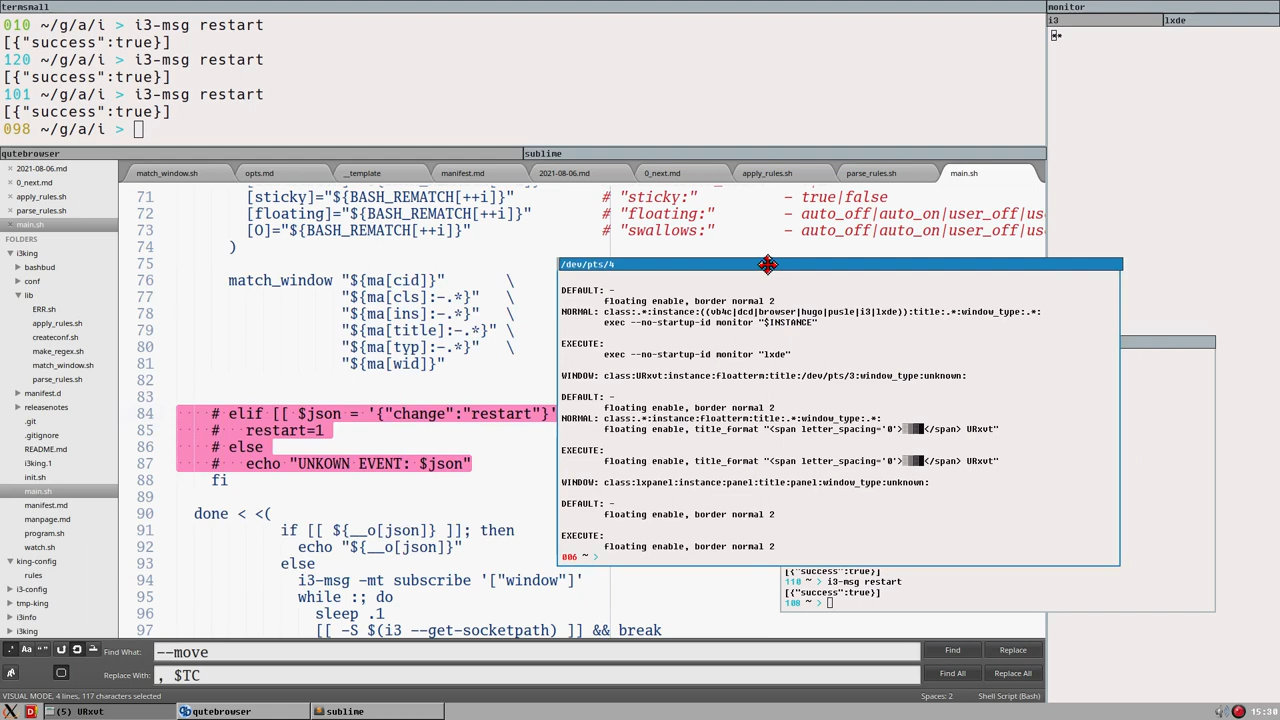 termsmall
010 ~/g/a/i > i3-msg restart
[{"success":true}]
120 ~/g/a/i > i3-msg restart
[{"success":true}]
101 ~/g/a/i > i3-msg restart
[{"success":true}]
098 ~/g/a/i >
monitor
i3
lxde
**
qutebrowser
sublime
2021-08-06.md
0_next.md
apply_rules.sh
parse_rules.sh
main.sh
FOLDERS
i3king
bashbud
conf
lib
ERR.sh
apply_rules.sh
createconf.sh
make_regex.sh
match_window.sh
parse_rules.sh
manifest.d
releasenotes
.git
.gitignore
README.md
i3king.1
init.sh
main.sh
manifest.md
manpage.md
program.sh
watch.sh
king-config
rules
i3-config
tmp-king
i3info
i3king
match_window.sh
opts.md
__template
manifest.md
2021-08-06.md
0_next.md
apply_rules.sh
parse_rules.sh
main.sh
71 [sticky]="${BASH_REMATCH[++i]}" # "sticky:" - true|false
72 [floating]="${BASH_REMATCH[++i]}" # "floating:" - auto_off|auto_on|user_off|us
73 [O]="${BASH_REMATCH[++i]}" # "swallows:" - auto_off|auto_on|user_off|us
74 )
75
76 match_window "${ma[cid]}" \
77 "${ma[cls]:-.*}" \
78 "${ma[ins]:-.*}" \
79 "${ma[title]:-.*}" \
80 "${ma[typ]:-.*}" \
81 "${ma[wid]}"
82
83
84 # elif [[ $json = '{"change":"restart"}'
85 # restart=1
86 # else
87 # echo "UNKOWN EVENT: $json"
88 fi
89
90 done < <(
91 if [[ ${__o[json]} ]]; then
92 echo "${__o[json]}"
93 else
94 i3-msg -mt subscribe '["window"]'
95 while :; do
96 sleep .1
97 [[ -S $(i3 --get-socketpath) ]] && break
/dev/pts/4
DEFAULT: -
floating enable, border normal 2
NORMAL: class:.*:instance:((vb4c|dcd|browser|hugo|pusle|i3|lxde)):title:.*:window_type:.*:
exec --no-startup-id monitor "$INSTANCE"
EXECUTE:
exec --no-startup-id monitor "lxde"
WINDOW: class:URxvt:instance:floatterm:title:/dev/pts/3:window_type:unknown:
DEFAULT: -
floating enable, border normal 2
NORMAL: class:.*:instance:floatterm:title:.*:window_type:.*:
floating enable, title_format "<span letter_spacing='0'>░▒▓█</span> URxvt"
EXECUTE:
floating enable, title_format "<span letter_spacing='0'>░▒▓█</span> URxvt"
WINDOW: class:lxpanel:instance:panel:title:panel:window_type:unknown:
DEFAULT: -
floating enable, border normal 2
EXECUTE:
floating enable, border normal 2
006 ~ >
[{"success":true}]
110 ~ > i3-msg restart
[{"success":true}]
108 ~ >
.* Aa “”
Find What: --move
Find
Replace
Replace With: , $TC
Find All
Replace All
VISUAL MODE, 4 lines, 117 characters selected
Spaces: 2
Shell Script (Bash)
(5) URxvt
qutebrowser
sublime
15:30